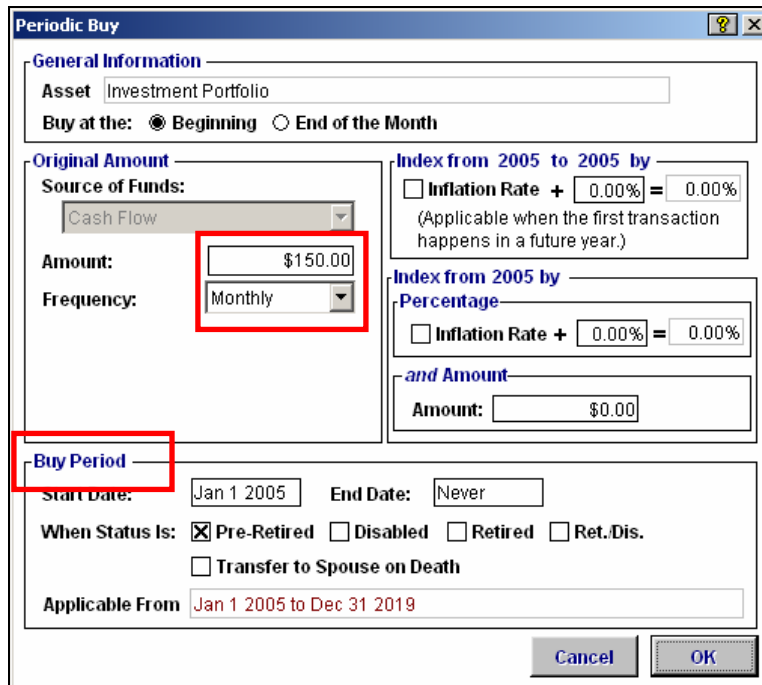 Periodic Buy
General Information
Asset Investment Portfolio
Buy at the: Beginning End of the Month
Original Amount
Source of Funds:
Cash Flow
Amount: $150.00
Frequency: Monthly
Index from 2005 to 2005 by
Inflation Rate + 0.00% = 0.00%
(Applicable when the first transaction
happens in a future year.)
Index from 2005 by
Percentage
Inflation Rate + 0.00% = 0.00%
and Amount
Amount: $0.00
Buy Period
Start Date: Jan 1 2005 End Date: Never
When Status Is: Pre-Retired Disabled Retired Ret./Dis.
Transfer to Spouse on Death
Applicable From Jan 1 2005 to Dec 31 2019
Cancel OK